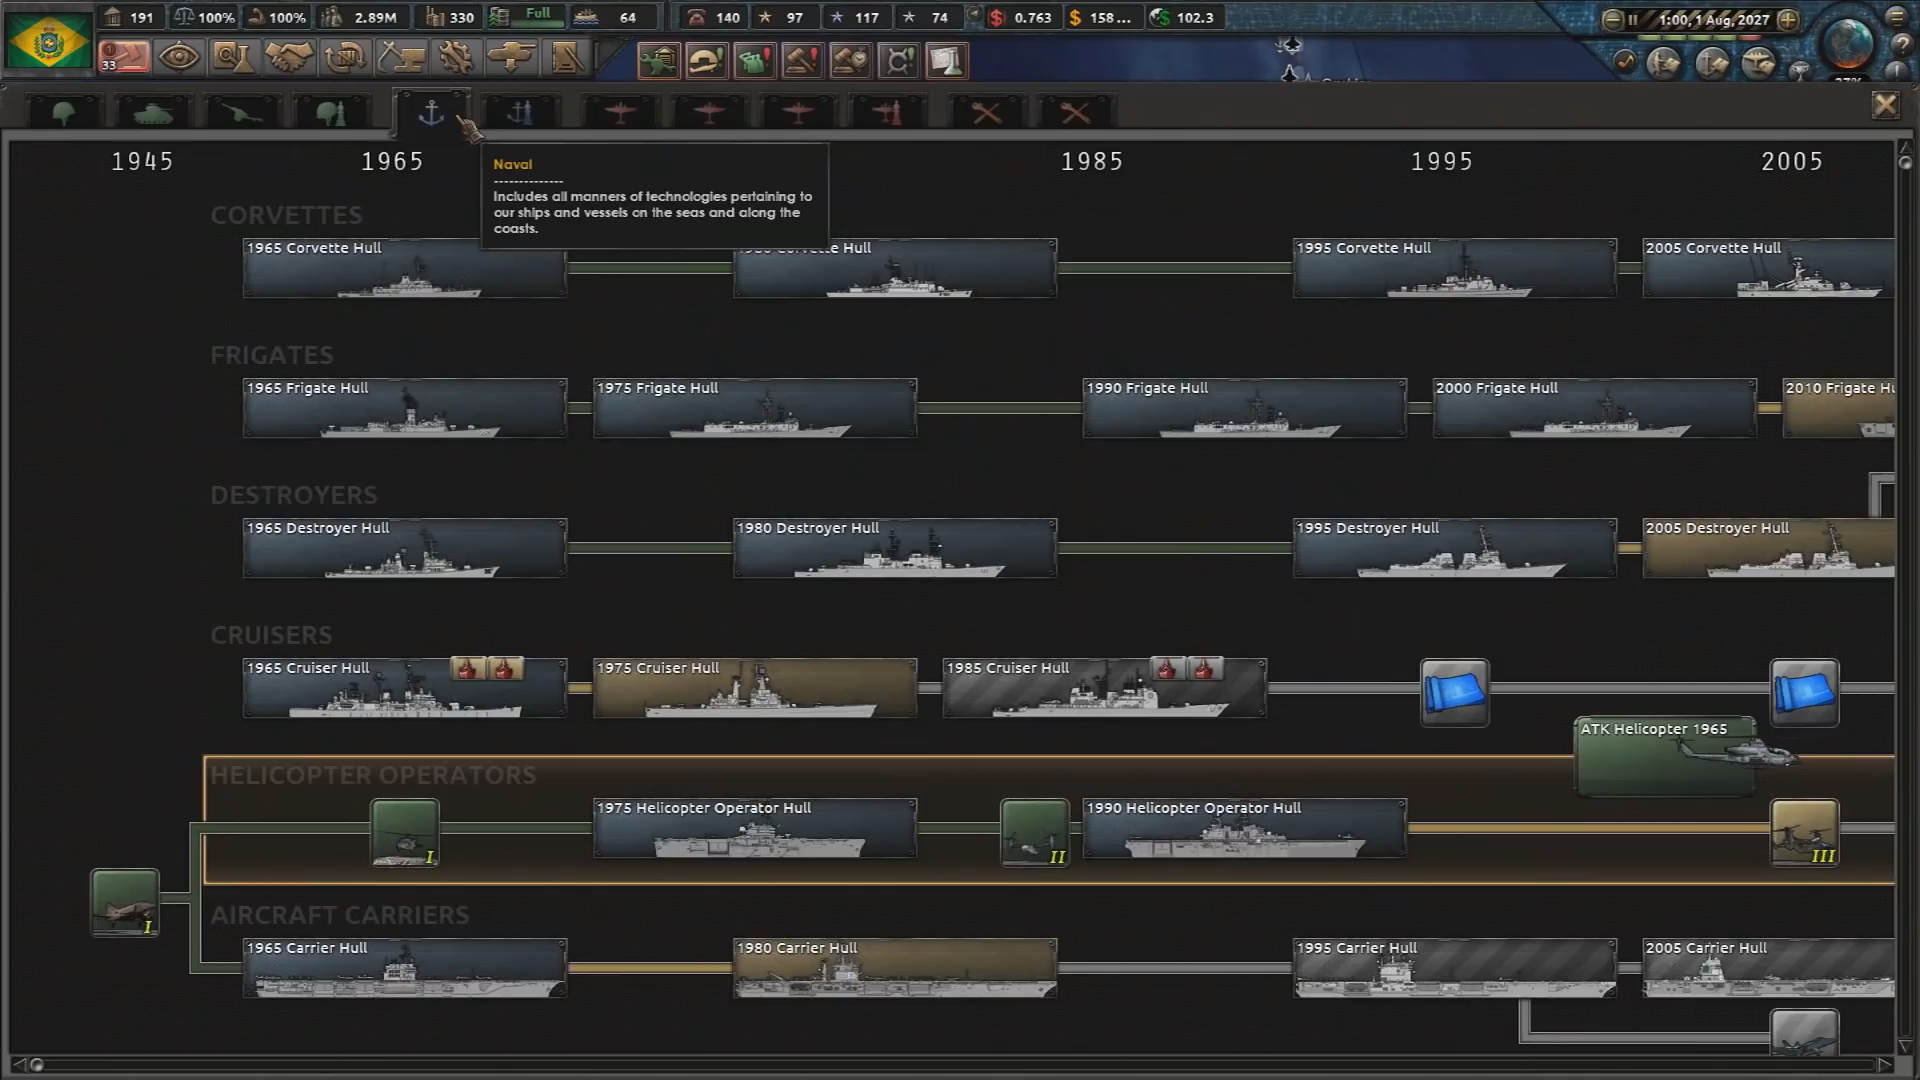 191
100%
100%
2.89M
330
Full
64
140
97
117
74
0.763
158...
102.3
1:00, 1 Aug, 2027
33
1945
1965
1985
1995
2005
Naval
--------------
Includes all manners of technologies pertaining to
our ships and vessels on the seas and along the
coasts.
CORVETTES
1965 Corvette Hull
Hull
1995 Corvette Hull
2005 Corvette Hull
FRIGATES
1965 Frigate Hull
1975 Frigate Hull
1990 Frigate Hull
2000 Frigate Hull
2010 Frigate Hu
DESTROYERS
1965 Destroyer Hull
1980 Destroyer Hull
1995 Destroyer Hull
2005 Destroyer Hull
CRUISERS
1965 Cruiser Hull
1975 Cruiser Hull
1985 Cruiser Hull
ATK Helicopter 1965
HELICOPTER OPERATORS
I
1975 Helicopter Operator Hull
II
1990 Helicopter Operator Hull
III
I
AIRCRAFT CARRIERS
1965 Carrier Hull
1980 Carrier Hull
1995 Carrier Hull
2005 Carrier Hull